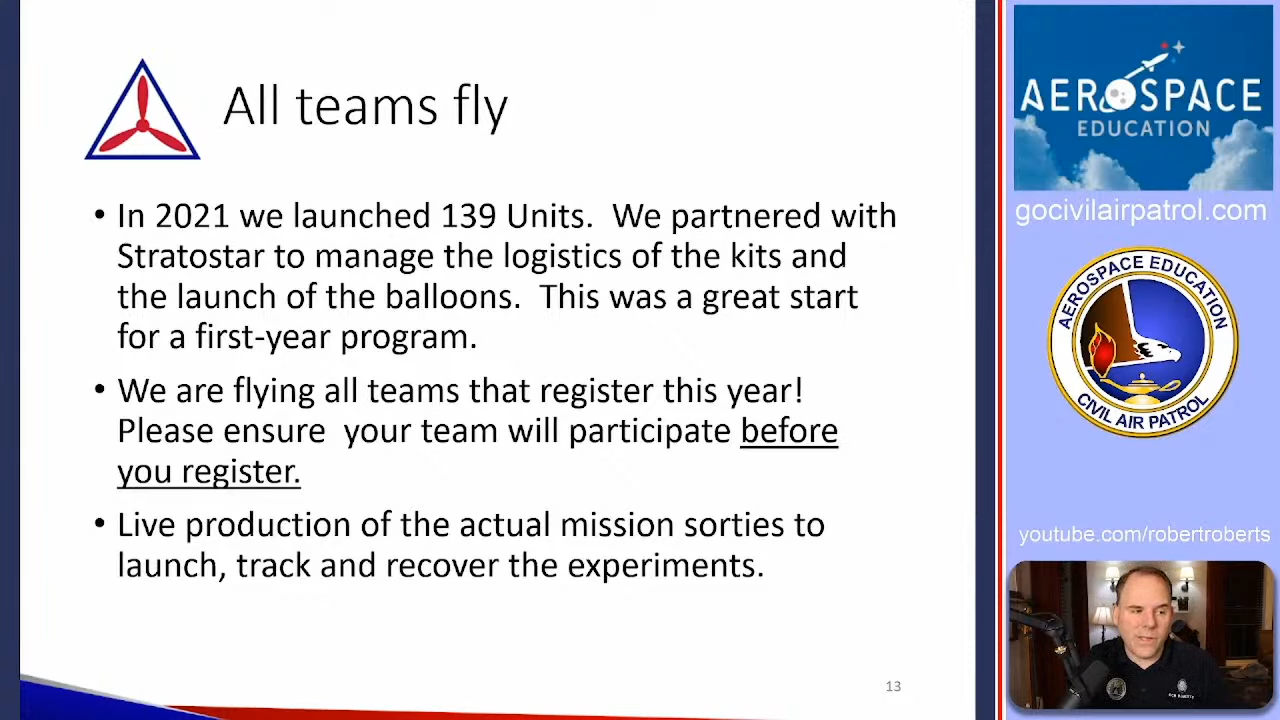 All teams fly
• In 2021 we launched 139 Units.  We partnered with
Stratostar to manage the logistics of the kits and
the launch of the balloons.  This was a great start
for a first-year program.
• We are flying all teams that register this year!
Please ensure  your team will participate before
you register.
• Live production of the actual mission sorties to
launch, track and recover the experiments.
13
AEROSPACE
EDUCATION
gocivilairpatrol.com
AEROSPACE EDUCATION
CIVIL AIR PATROL
youtube.com/robertroberts